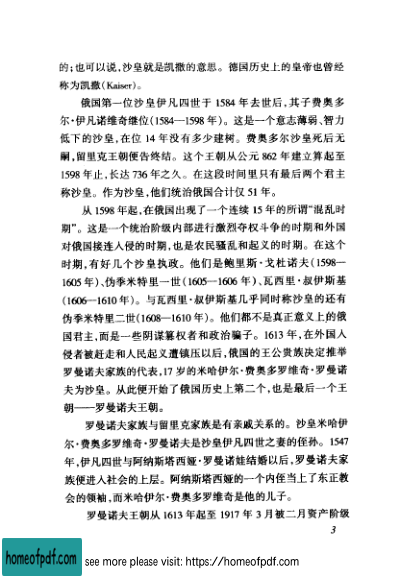 的;也可以说,沙皇就是凯撒的意思。德国历史上的皇帝也曾经
称为凯撒(Kaiser)。
俄国第一位沙皇伊凡四世于 1584 年去世后,其子费奥多
尔·伊凡诺维奇继位(1584—1598 年)。这是一个意志薄弱、智力
低下的沙皇,在位 14 年没有多少建树。费奥多尔沙皇死后无
嗣,留里克王朝便告终结。这个王朝从公元 862 年建立算起至
1598 年止,长达 736 年之久。在这段时间里只有最后两个君主
称沙皇。作为沙皇,他们统治俄国合计仅 51 年。
从 1598 年起,在俄国出现了一个连续 15 年的所谓“混乱时
期”。这是一个统治阶级内部进行激烈夺权斗争的时期和外国
对俄国接连入侵的时期,也是农民骚乱和起义的时期。在这个
时期,有好几个沙皇执政。他们是鲍里斯·戈杜诺夫(1598—
1605 年)、伪季米特里一世(1605—1606 年)、瓦西里·叔伊斯基
(1606—1610 年)。与瓦西里·叔伊斯基几乎同时称沙皇的还有
伪季米特里二世(1608—1610 年)。他们都不是真正意义上的俄
国君主,而是一些阴谋篡权者和政治骗子。1613 年,在外国入
侵者被赶走和人民起义遭镇压以后,俄国的王公贵族决定推举
罗曼诺夫家族的代表,17 岁的米哈伊尔·费奥多罗维奇·罗曼诺
夫为沙皇。从此便开始了俄国历史上第二个,也是最后一个王
朝——罗曼诺夫王朝。
罗曼诺夫家族与留里克家族是有亲戚关系的。沙皇米哈伊
尔·费奥多罗维奇·罗曼诺夫是沙皇伊凡四世之妻的侄孙。1547
年,伊凡四世与阿纳斯塔西娅·罗曼诺娃结婚以后,罗曼诺夫家
族便进入社会的上层。阿纳斯塔西娅的一个内侄当上了东正教
会的领袖,而米哈伊尔·费奥多罗维奇是他的儿子。
罗曼诺夫王朝从 1613 年起至 1917 年 3 月被二月资产阶级
3
homeofpdf.com
see more please visit: https://homeofpdf.com